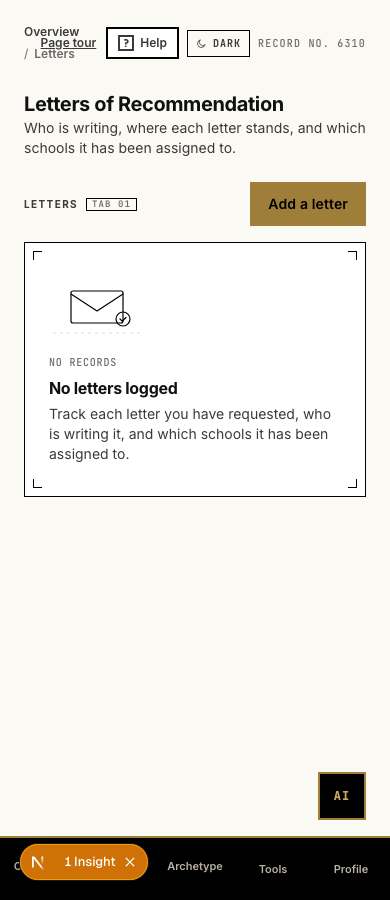 Overview
Page tour
/ Letters
? Help
DARK
RECORD NO. 6310
Letters of Recommendation
Who is writing, where each letter stands, and which
schools it has been assigned to.
LETTERS
TAB 01
Add a letter
NO RECORDS
No letters logged
Track each letter you have requested, who
is writing it, and which schools it has been
assigned to.
AI
N
1 Insight
Archetype
Tools
Profile